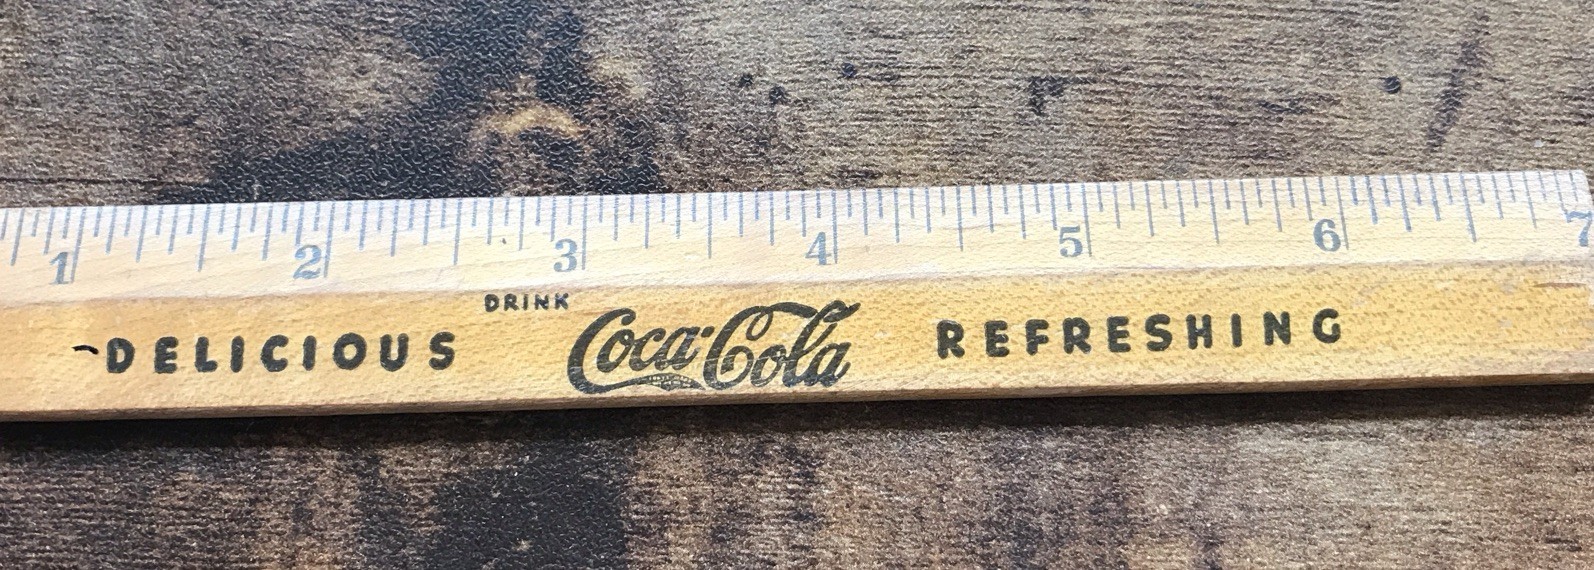 1 2 3 4 5 6 7
DRINK
DELICIOUS Coca-Cola REFRESHING